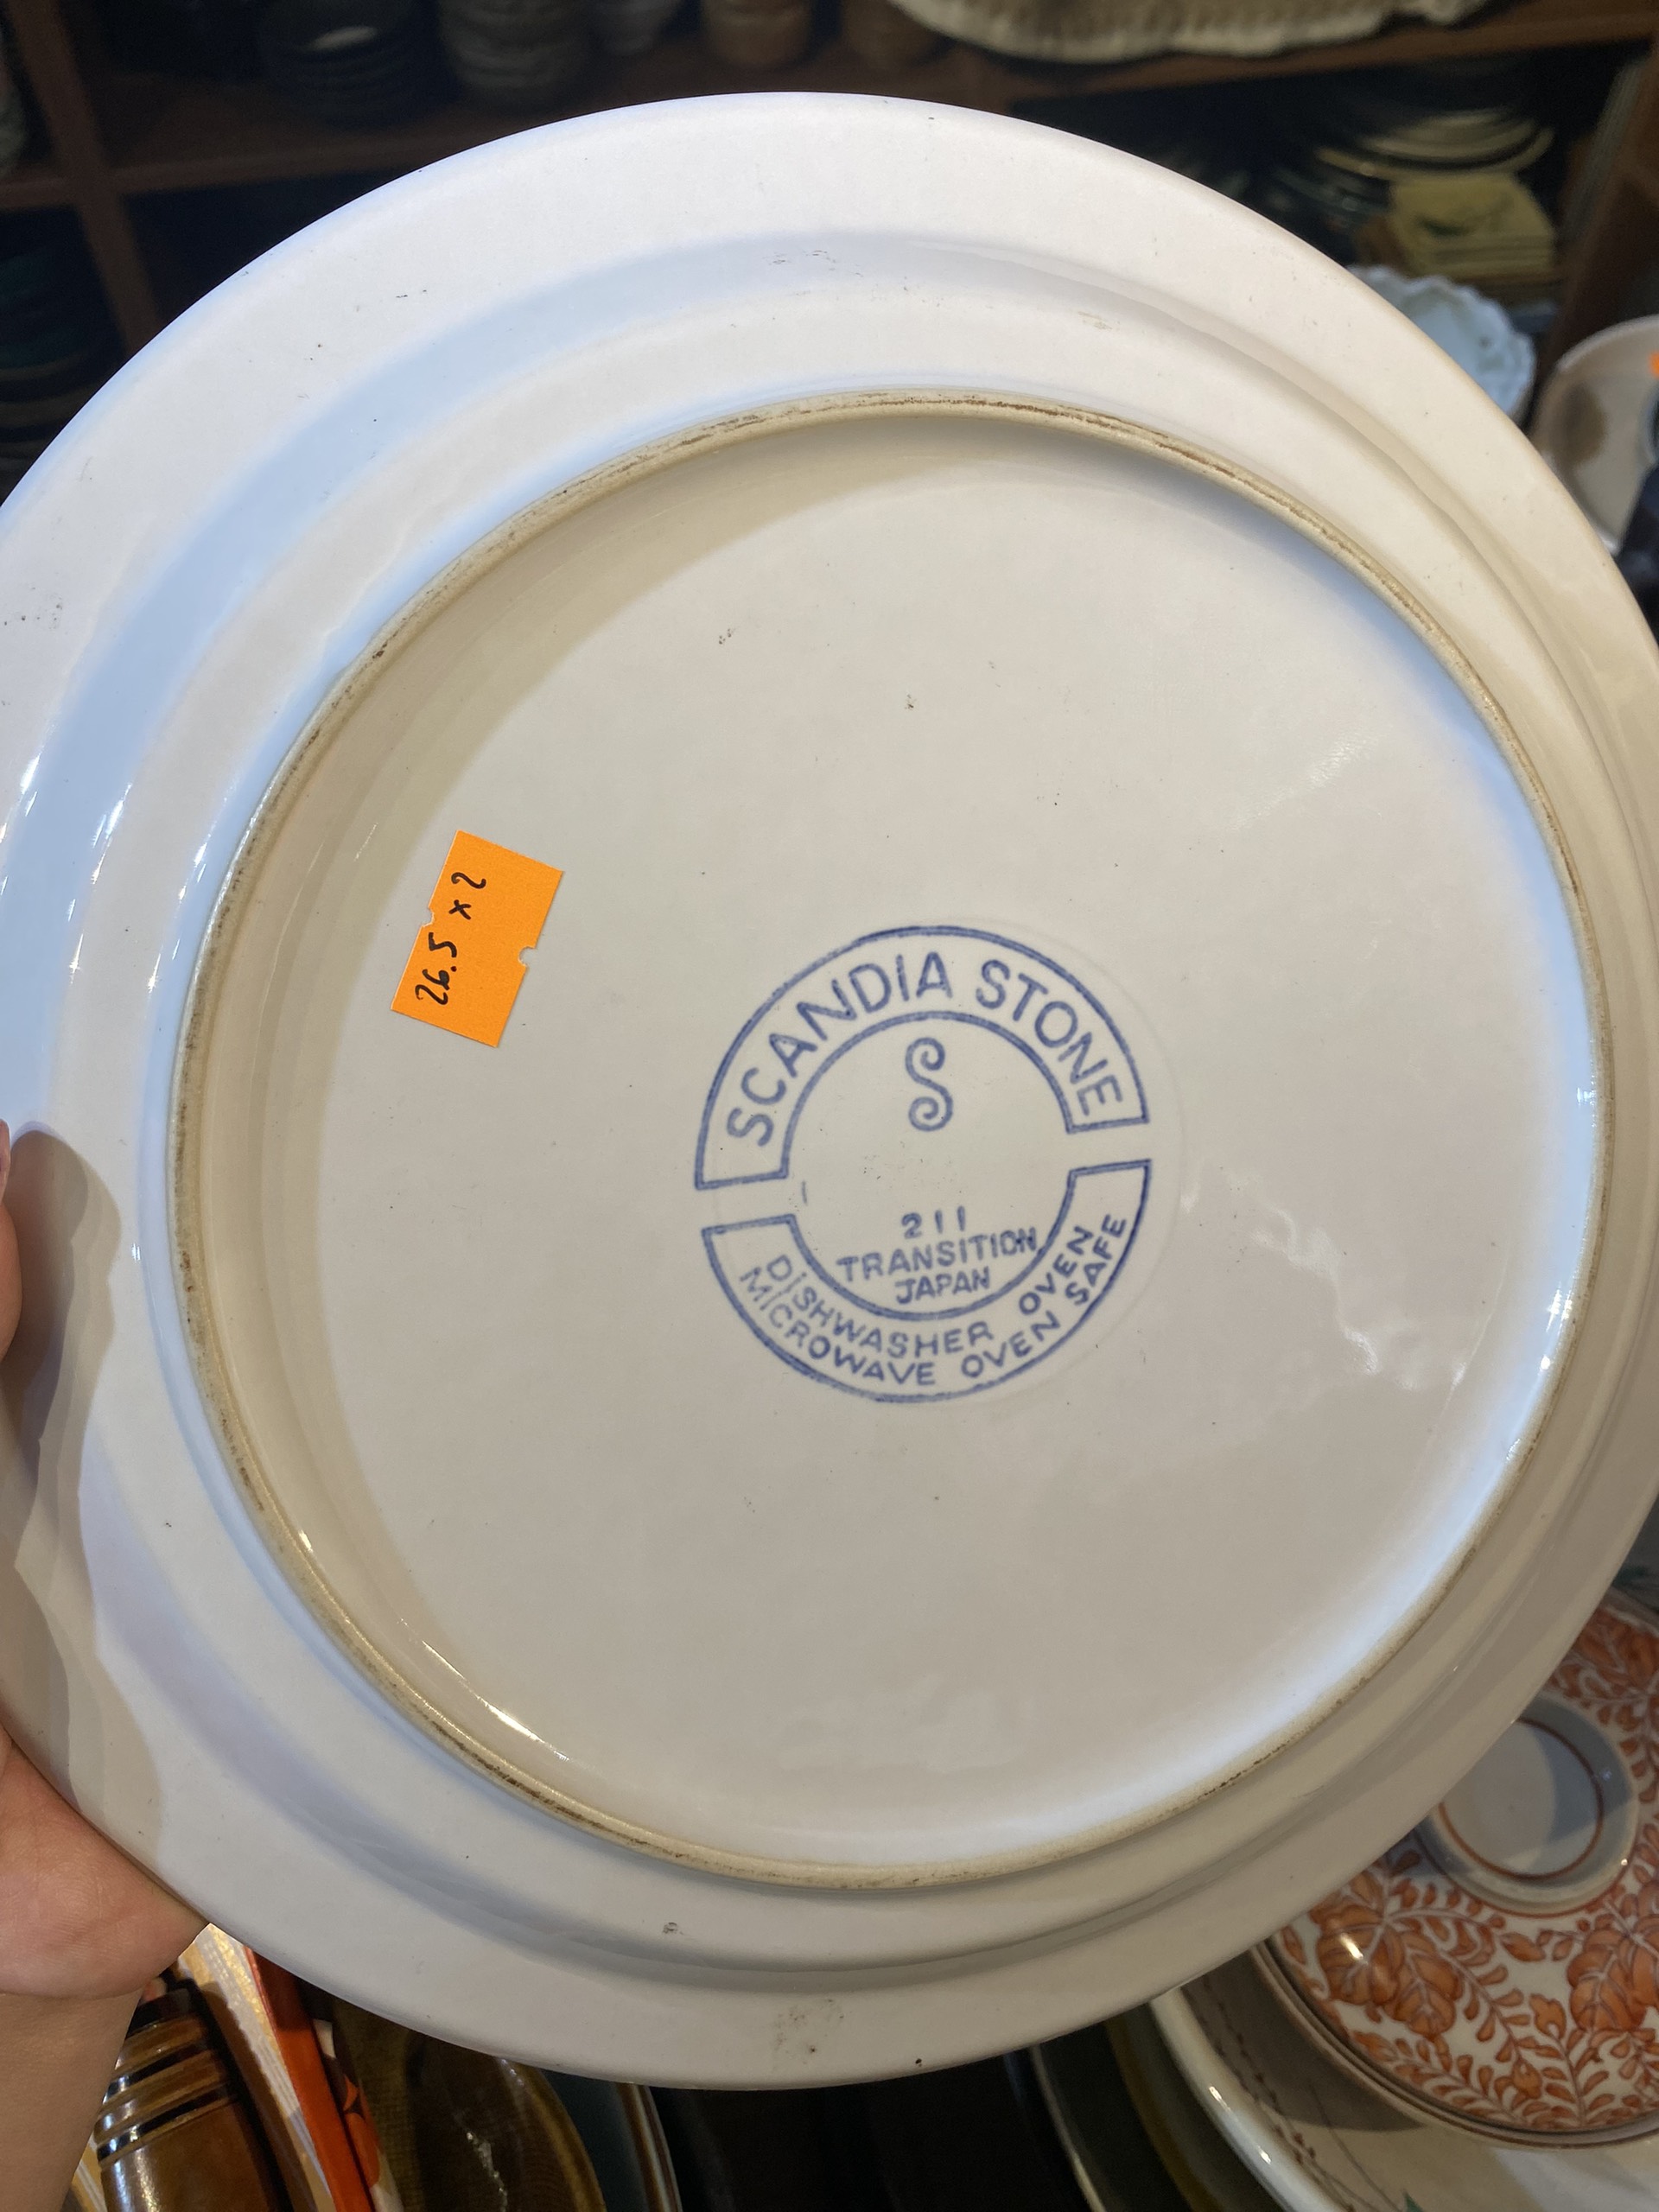 26.5 x 2
SCANDIA STONE
S
211
TRANSITION
JAPAN
DISHWASHER OVEN
MICROWAVE OVEN SAFE